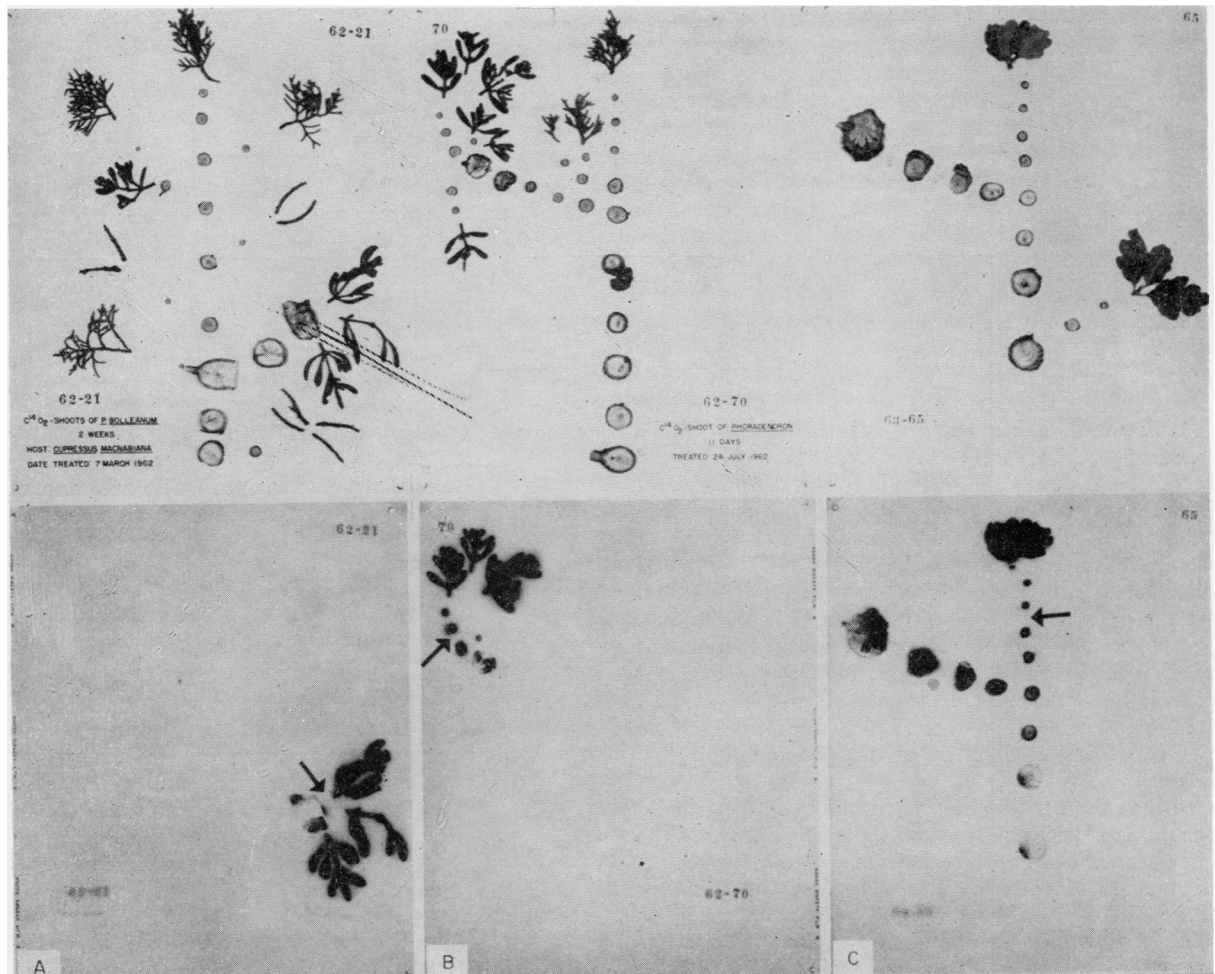 62-21
70
65
62-21
C¹⁴O₂-SHOOTS OF P. BOLLEANUM
2 WEEKS
HOST: CUPRESSUS MACNABIANA
DATE TREATED 7 MARCH 1962
62-70
C¹⁴O₂-SHOOT OF PHORADENDRON
11 DAYS
TREATED 24 JULY 1962
62-65
62-21
70
65
62-70
A
B
C